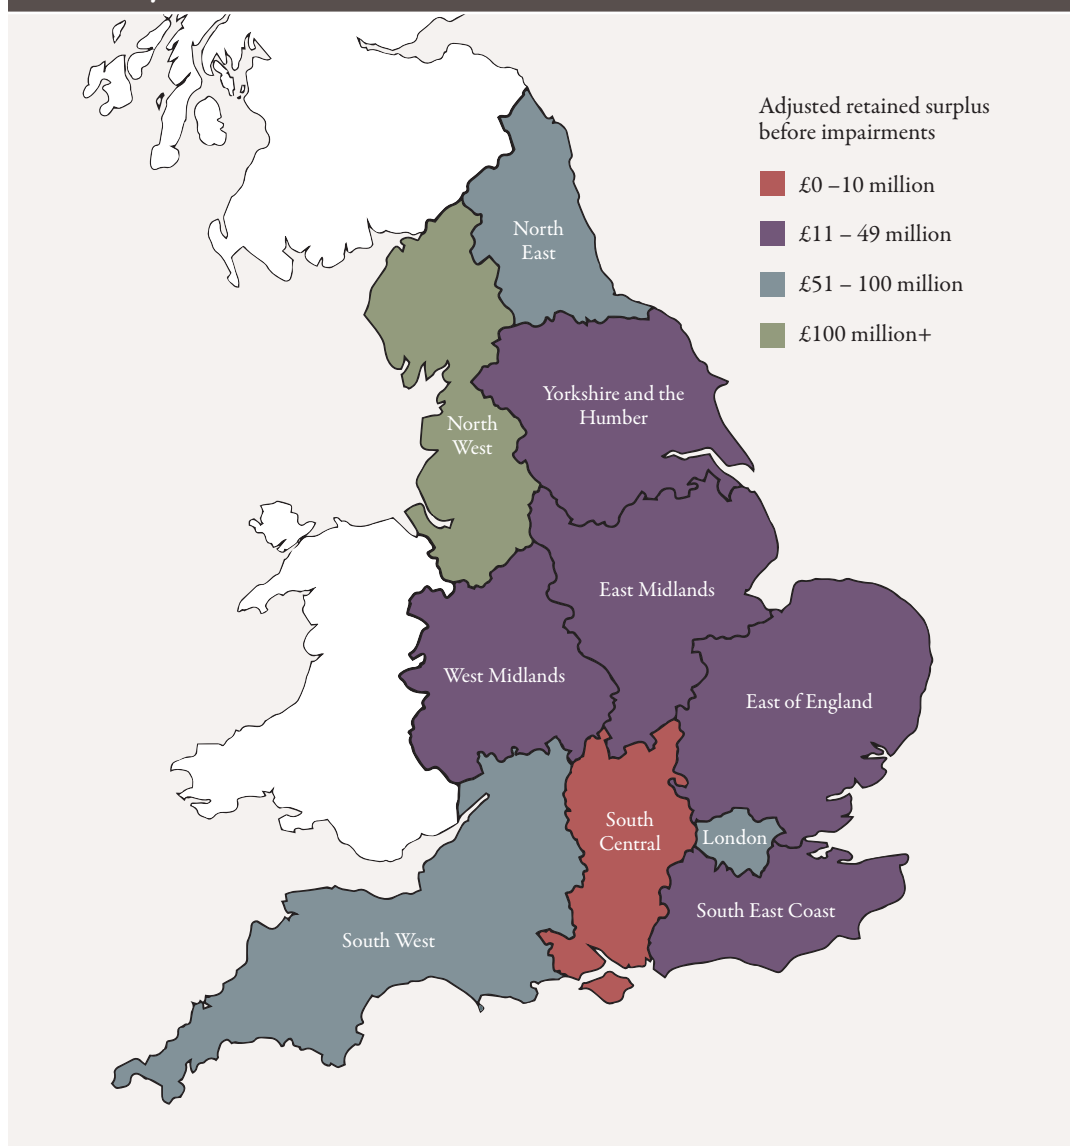 Adjusted retained surplus
before impairments
£0 –10 million
£11 – 49 million
£51 – 100 million
£100 million+
North
East
Yorkshire and the
Humber
North
West
East Midlands
West Midlands
East of England
South
Central
London
South East Coast
South West